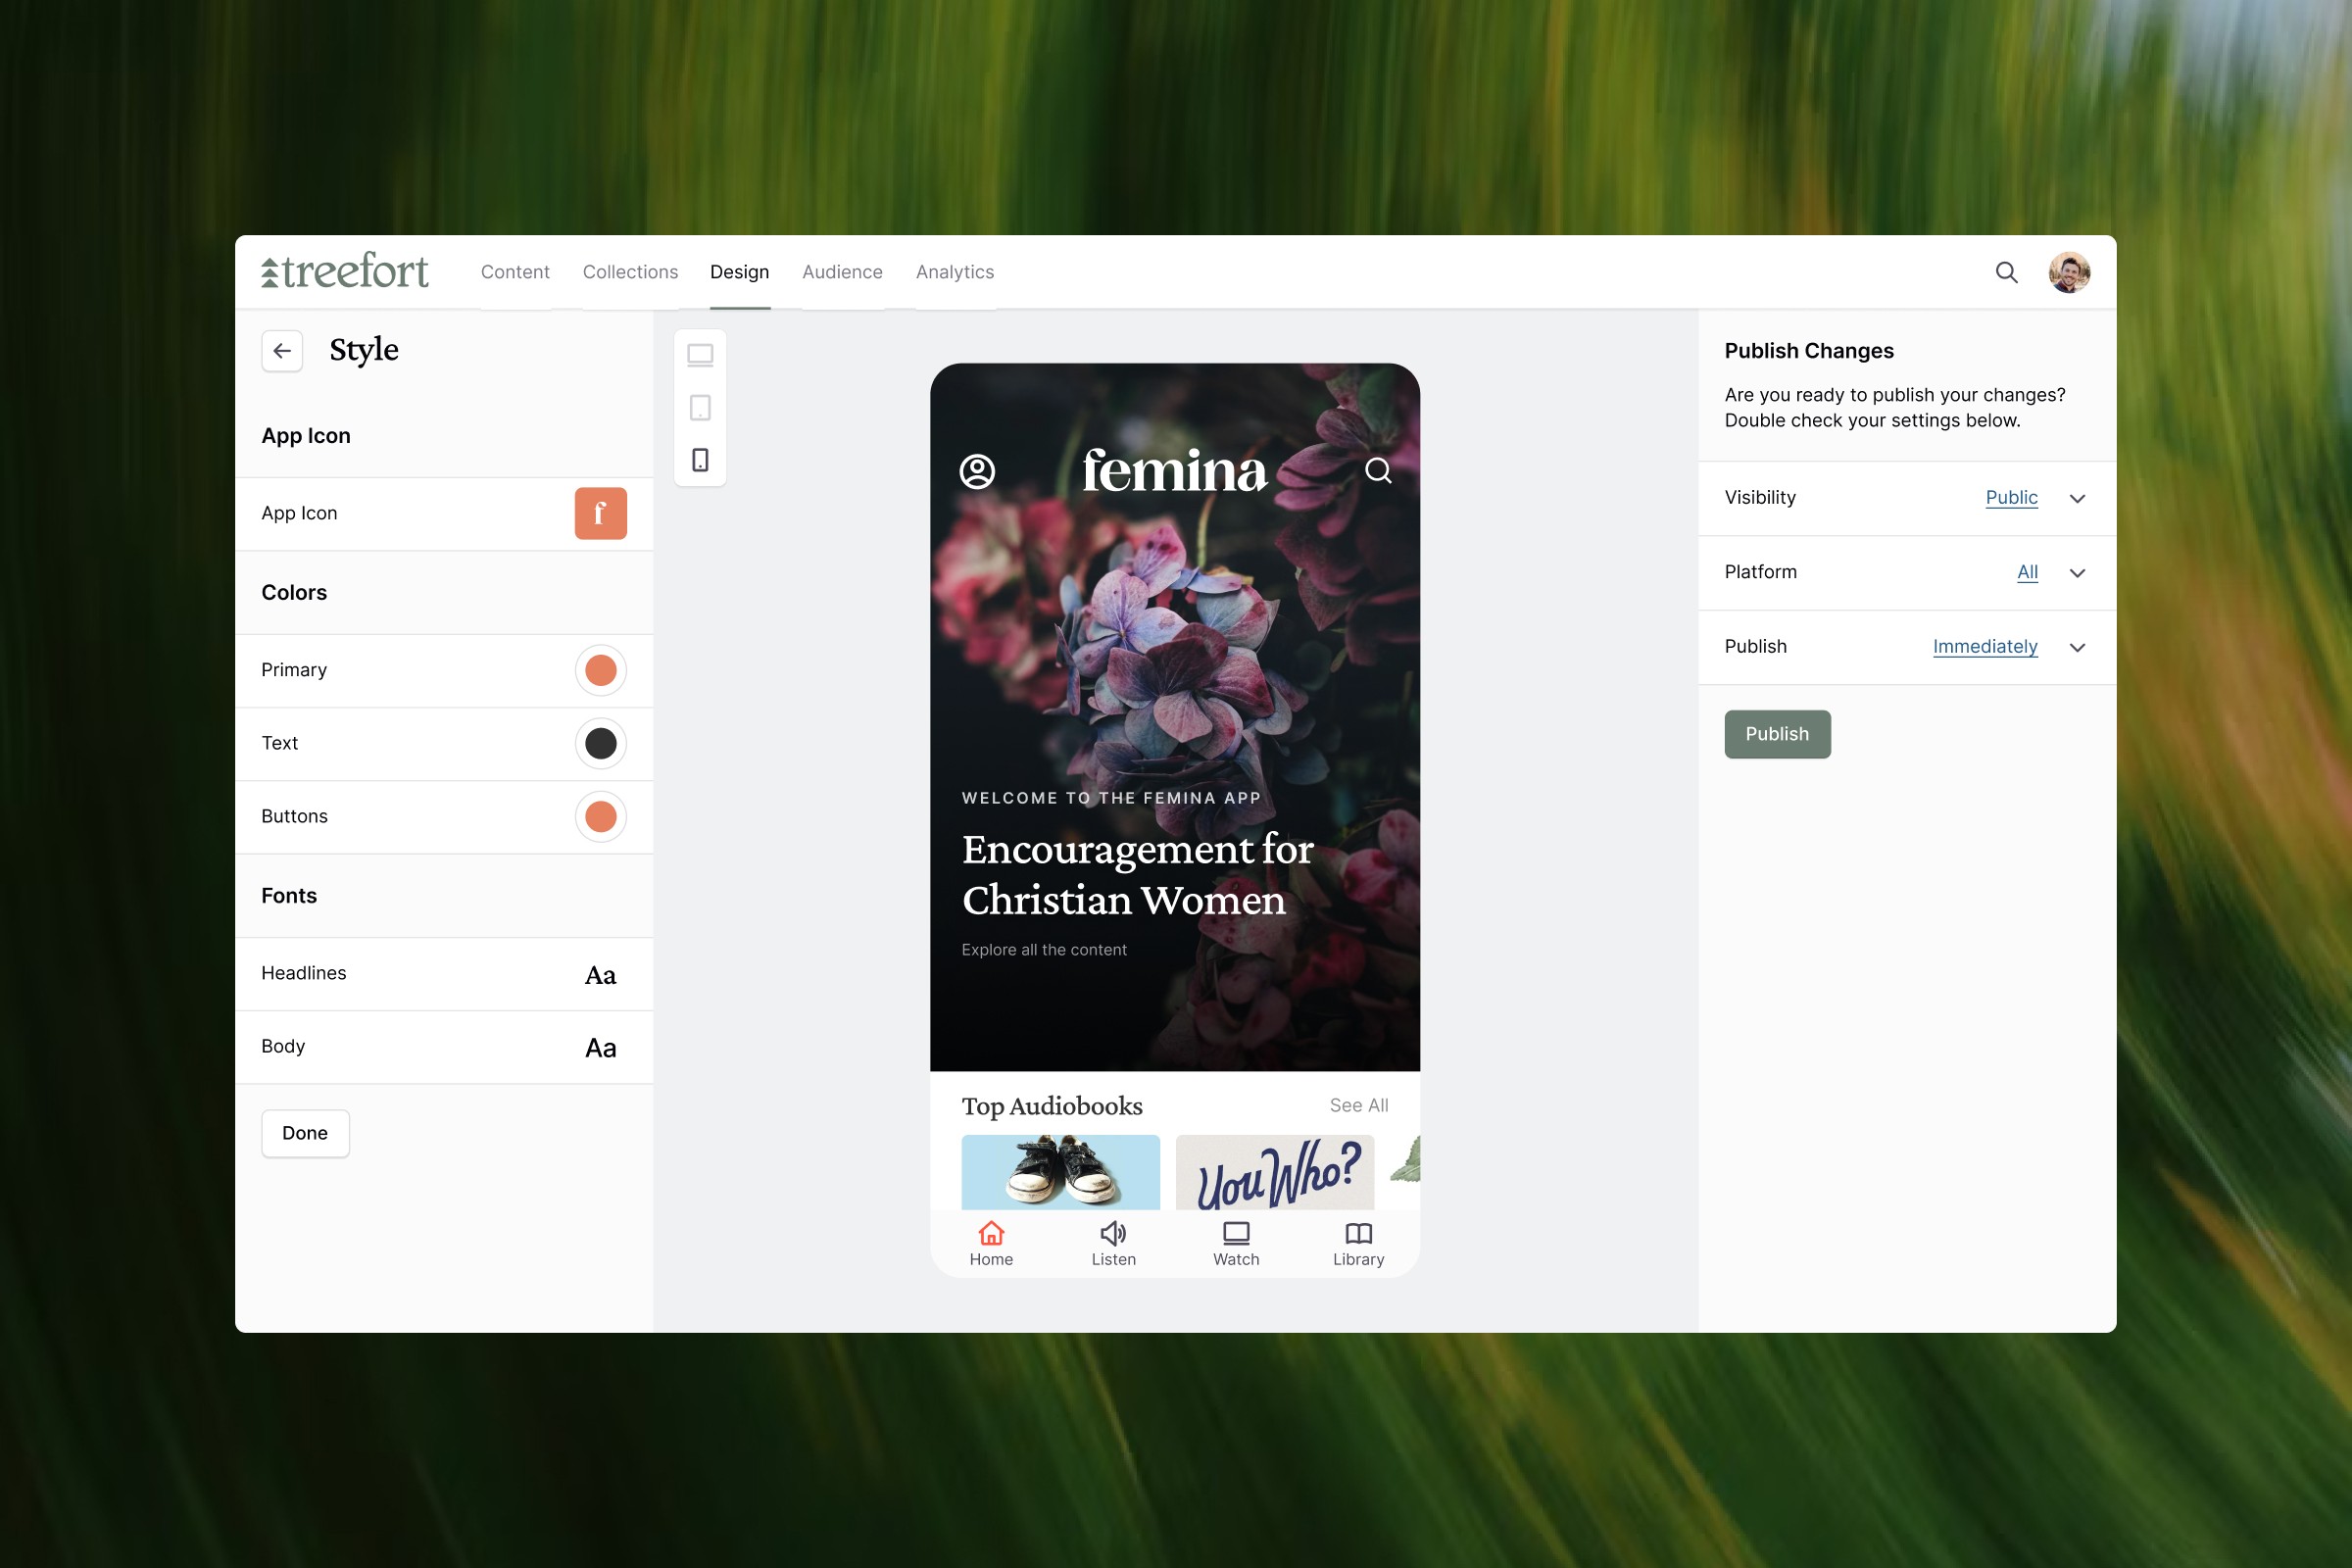 treefort
Content
Collections
Design
Audience
Analytics
Style
App Icon
App Icon
f
Colors
Primary
Text
Buttons
Fonts
Headlines
Aa
Body
Aa
Done
femina
WELCOME TO THE FEMINA APP
Encouragement for
Christian Women
Explore all the content
Top Audiobooks
See All
You Who?
Home
Listen
Watch
Library
Publish Changes
Are you ready to publish your changes?
Double check your settings below.
Visibility
Public
Platform
All
Publish
Immediately
Publish